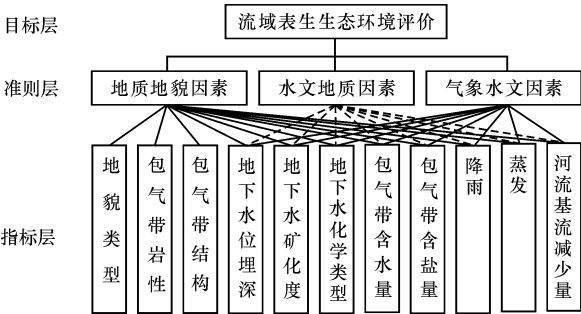 目标层
流域表生生态环境评价
准则层
地质地貌因素
水文地质因素
气象水文因素
指标层
地貌类型
包气带岩性
包气带结构
地下水位埋深
地下水矿化度
地下水化学类型
包气带含水量
包气带含盐量
降雨
蒸发
河流基流减少量